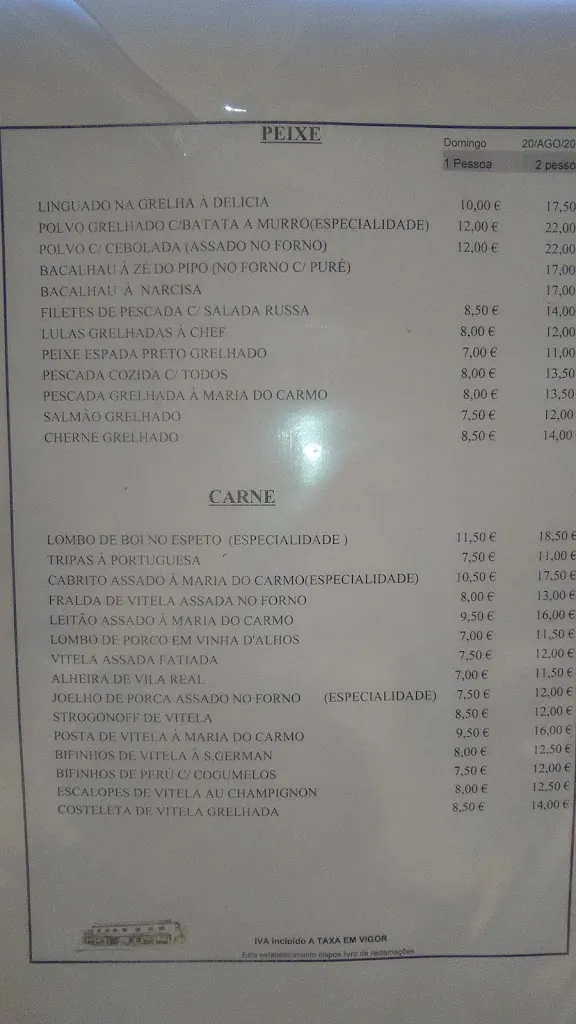 PEIXE
Domingo 20/AGO/20
1 Pessoa 2 pesso
LINGUADO NA GRELHA À DELICIA 10,00 € 17,50
POLVO GRELHADO C/BATATA A MURRO(ESPECIALIDADE) 12,00 € 22,00
POLVO C/ CEBOLADA (ASSADO NO FORNO) 12,00 € 22,00
BACALHAU À ZÉ DO PIPO (NO FORNO C/ PURÉ) 17,00
BACALHAU À NARCISA 17,00
FILETES DE PESCADA C/ SALADA RUSSA 8,50 € 14,00
LULAS GRELHADAS À CHEF 8,00 € 12,00
PEIXE ESPADA PRETO GRELHADO 7,00 € 11,00
PESCADA COZIDA C/ TODOS 8,00 € 13,50
PESCADA GRELHADA À MARIA DO CARMO 8,00 € 13,50
SALMÃO GRELHADO 7,50 € 12,00
CHERNE GRELHADO 8,50 € 14,00
CARNE
LOMBO DE BOI NO ESPETO (ESPECIALIDADE ) 11,50 € 18,50 €
TRIPAS À PORTUGUESA 7,50 € 11,00 €
CABRITO ASSADO À MARIA DO CARMO(ESPECIALIDADE) 10,50 € 17,50 €
FRALDA DE VITELA ASSADA NO FORNO 8,00 € 13,00 €
LEITÃO ASSADO À MARIA DO CARMO 9,50 € 16,00 €
LOMBO DE PORCO EM VINHA D'ALHOS 7,00 € 11,50 €
VITELA ASSADA FATIADA 7,50 € 12,00 €
ALHEIRA DE VILA REAL 7,00 € 11,50 €
JOELHO DE PORCA ASSADO NO FORNO (ESPECIALIDADE) 7,50 € 12,00 €
STROGONOFF DE VITELA 8,50 € 12,00 €
POSTA DE VITELA À MARIA DO CARMO 9,50 € 16,00 €
BIFINHOS DE VITELA À S.GERMAN 8,00 € 12,50 €
BIFINHOS DE PERÚ C/ COGUMELOS 7,50 € 12,00 €
ESCALOPES DE VITELA AU CHAMPIGNON 8,00 € 12,50 €
COSTELETA DE VITELA GRELHADA 8,50 € 14,00 €
IVA incluído A TAXA EM VIGOR
Este estabelecimento dispoe livro de reclamações